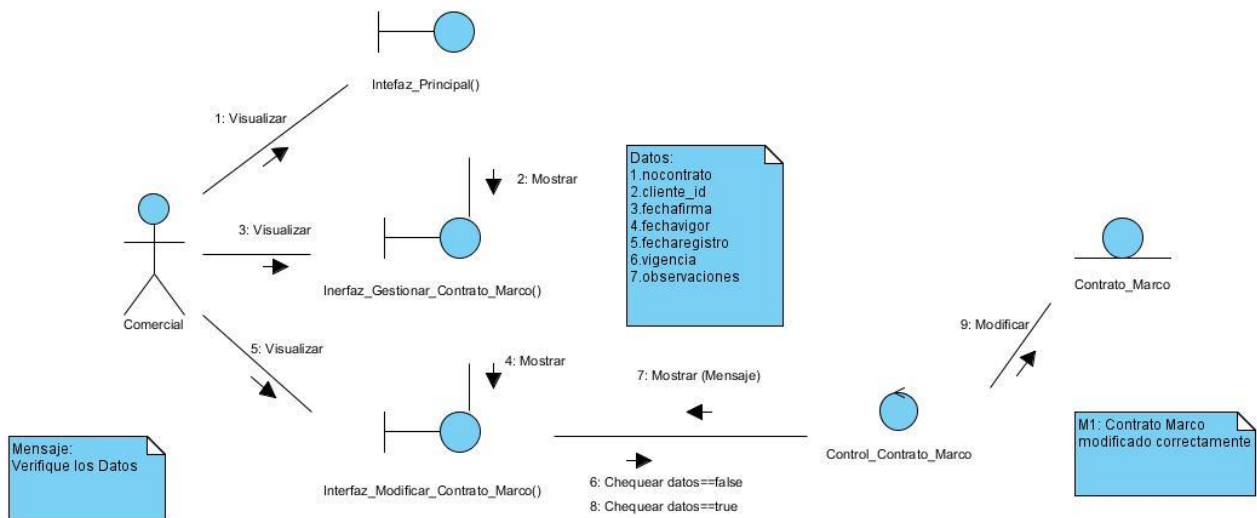 Intefaz_Principal()
1: Visualizar
2: Mostrar
Datos:
1.nocontrato
2.cliente_id
3.fechafirma
4.fechavigor
5.fecharegistro
6.vigencia
7.observaciones
3: Visualizar
Inerfaz_Gestionar_Contrato_Marco()
Contrato_Marco
Comercial
5: Visualizar
4: Mostrar
7: Mostrar (Mensaje)
9: Modificar
Mensaje:
Verifique los Datos
Interfaz_Modificar_Contrato_Marco()
6: Chequear datos==false
8: Chequear datos==true
Control_Contrato_Marco
M1: Contrato Marco
modificado correctamente